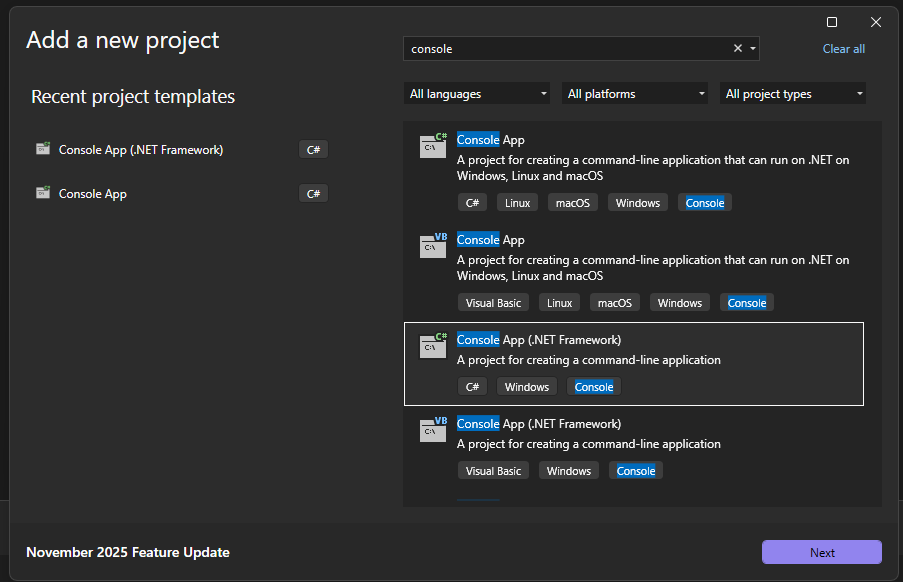 Add a new project
console
Clear all
Recent project templates
All languages
All platforms
All project types
Console App (.NET Framework)
C#
Console App
C#
C#
C:\
Console App
A project for creating a command-line application that can run on .NET on
Windows, Linux and macOS
C#
Linux
macOS
Windows
Console
VB
C:\
Console App
A project for creating a command-line application that can run on .NET on
Windows, Linux and macOS
Visual Basic
Linux
macOS
Windows
Console
C#
C:\
Console App (.NET Framework)
A project for creating a command-line application
C#
Windows
Console
VB
C:\
Console App (.NET Framework)
A project for creating a command-line application
Visual Basic
Windows
Console
November 2025 Feature Update
Next